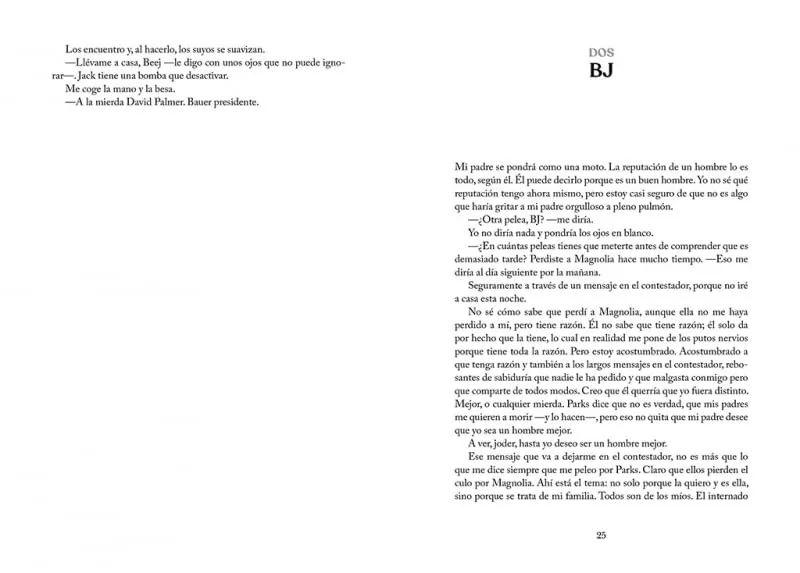 Los encuentro y, al hacerlo, los suyos se suavizan.
—Llévame a casa, Beej —le digo con unos ojos que no puede igno-
rar—. Jack tiene una bomba que desactivar.
Me coge la mano y la besa.
—A la mierda David Palmer. Bauer presidente.
DOS
BJ
Mi padre se pondrá como una moto. La reputación de un hombre lo es
todo, según él. Él puede decirlo porque es un buen hombre. Yo no sé qué
reputación tengo ahora mismo, pero estoy casi seguro de que no es algo
que haría gritar a mi padre orgulloso a pleno pulmón.
—¿Otra pelea, BJ? —me diría.
Yo no diría nada y pondría los ojos en blanco.
—¿En cuántas peleas tienes que meterte antes de comprender que es
demasiado tarde? Perdiste a Magnolia hace mucho tiempo. —Eso me
diría al día siguiente por la mañana.
Seguramente a través de un mensaje en el contestador, porque no iré
a casa esta noche.
No sé cómo sabe que perdí a Magnolia, aunque ella no me haya
perdido a mí, pero tiene razón. Él no sabe que tiene razón; él solo da
por hecho que la tiene, lo cual en realidad me pone de los putos nervios
porque tiene toda la razón. Pero estoy acostumbrado. Acostumbrado a
que tenga razón y también a los largos mensajes en el contestador, rebo-
santes de sabiduría que nadie le ha pedido y que malgasta conmigo pero
que comparte de todos modos. Creo que él querría que yo fuera distinto.
Mejor, o cualquier mierda. Parks dice que no es verdad, que mis padres
me quieren a morir —y lo hacen—, pero eso no quita que mi padre desee
que yo sea un hombre mejor.
A ver, joder, hasta yo deseo ser un hombre mejor.
Ese mensaje que va a dejarme en el contestador, no es más que lo
que me dice siempre que me peleo por Parks. Claro que ellos pierden el
culo por Magnolia. Ahí está el tema: no solo porque la quiero y es ella,
sino porque se trata de mi familia. Todos son de los míos. El internado
25